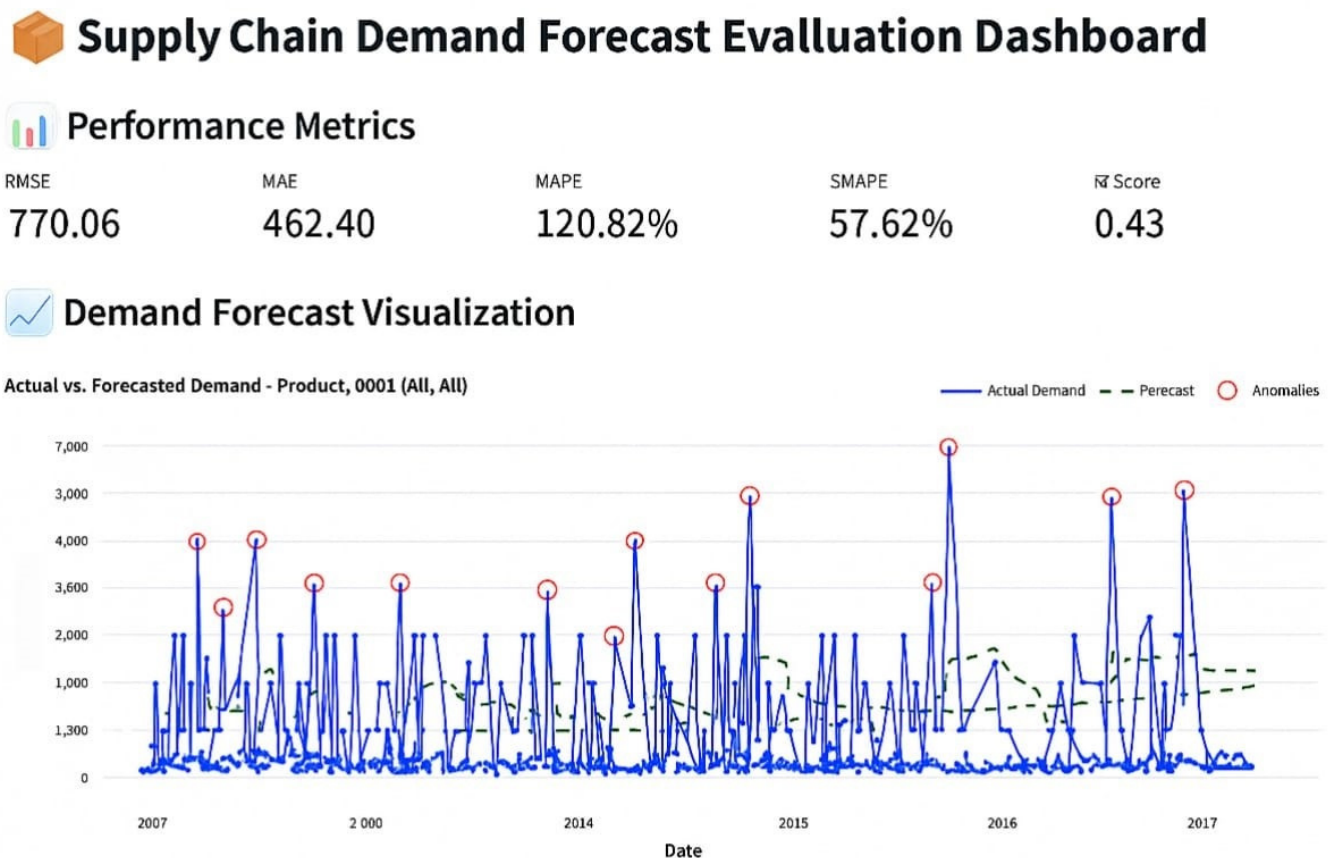 Supply Chain Demand Forecast Evalluation Dashboard
Performance Metrics
RMSE MAE MAPE SMAPE Score
770.06 462.40 120.82% 57.62% 0.43
Demand Forecast Visualization
Actual vs. Forecasted Demand - Product, 0001 (All, All)
Actual Demand Perecast Anomalies
7,000
3,000
4,000
3,600
2,000
1,000
1,300
0
2007 2 000 2014 2015 2016 2017
Date